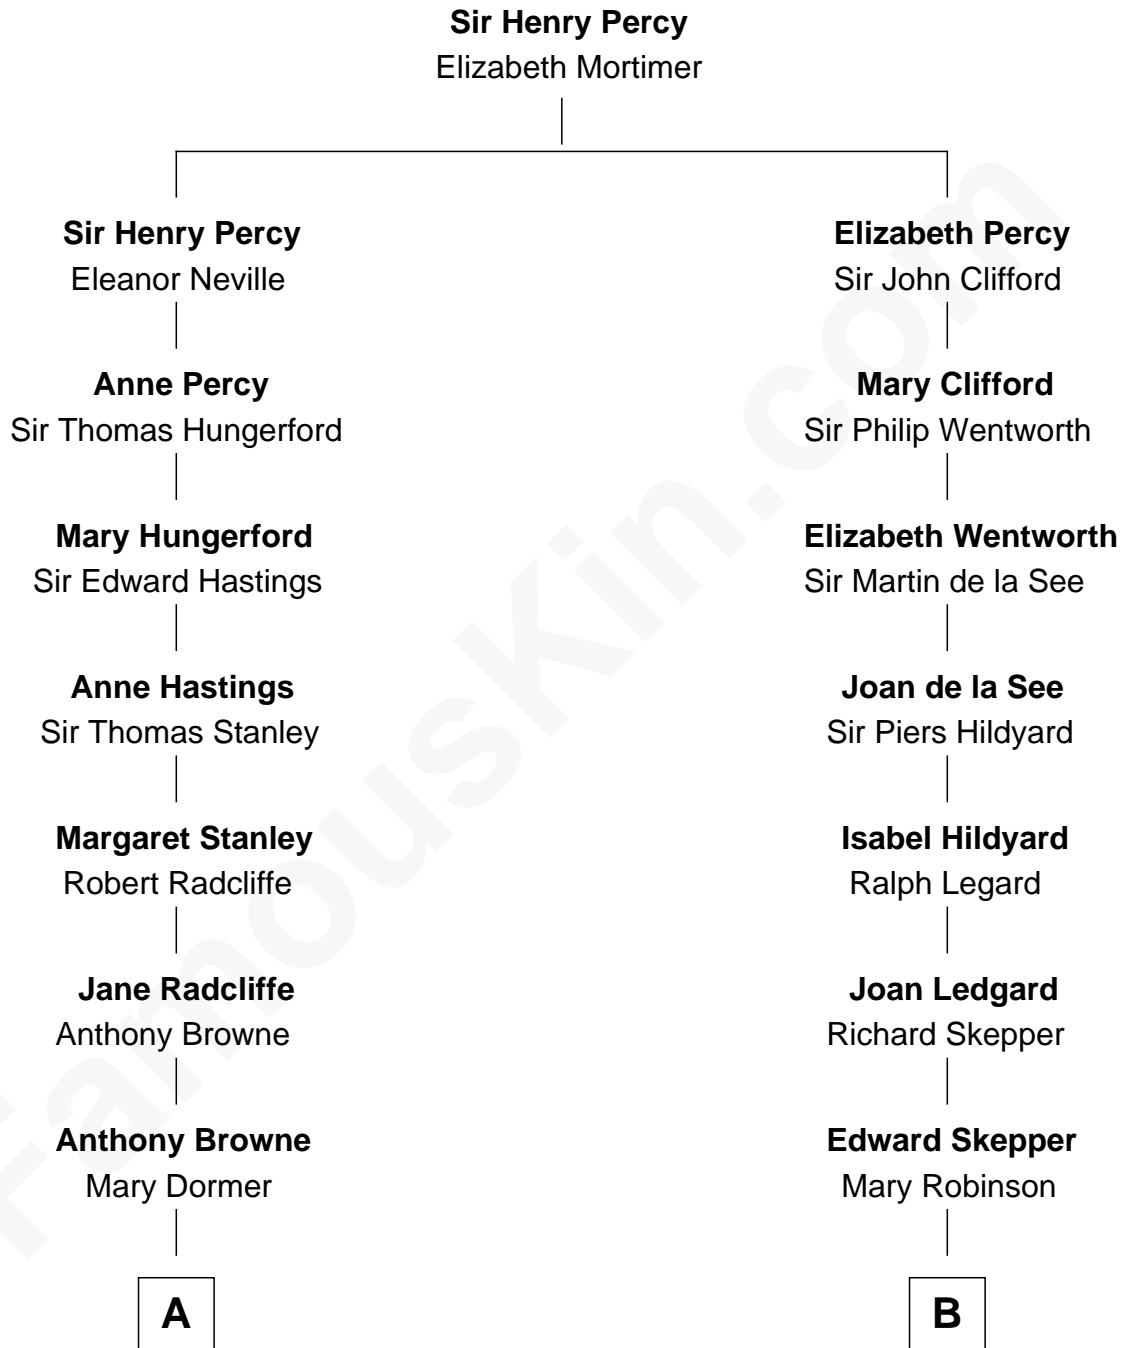 Sir Henry Percy
Elizabeth Mortimer
Sir Henry Percy
Eleanor Neville
Anne Percy
Sir Thomas Hungerford
Mary Hungerford
Sir Edward Hastings
Anne Hastings
Sir Thomas Stanley
Margaret Stanley
Robert Radcliffe
Jane Radcliffe
Anthony Browne
Anthony Browne
Mary Dormer
A
Elizabeth Percy
Sir John Clifford
Mary Clifford
Sir Philip Wentworth
Elizabeth Wentworth
Sir Martin de la See
Joan de la See
Sir Piers Hildyard
Isabel Hildyard
Ralph Legard
Joan Ledgard
Richard Skepper
Edward Skepper
Mary Robinson
B
FamousKin.com